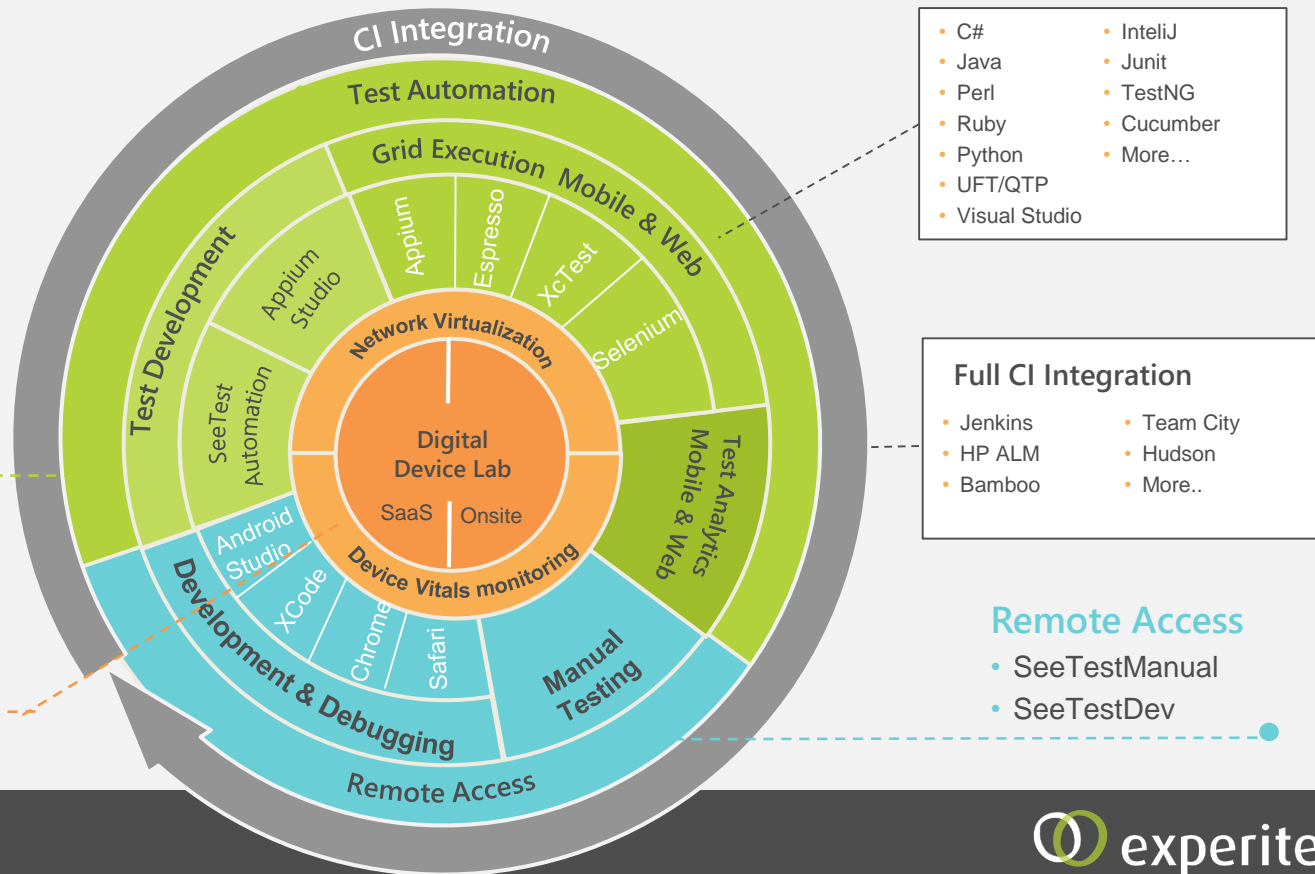 CI Integration
Test Automation
Grid Execution Mobile & Web
Appium
Espresso
XcTest
Selenium
Test Development
Appium
Studio
SeeTest
Automation
Network Virtualization
Digital
Device Lab
SaaS
Onsite
Device Vitals monitoring
Test Analytics
Mobile & Web
Android
Studio
XCode
Chrome
Safari
Development & Debugging
Manual
Testing
Remote Access
• C#
• Java
• Perl
• Ruby
• Python
• UFT/QTP
• Visual Studio
• InteliJ
• Junit
• TestNG
• Cucumber
• More…
Full CI Integration
• Jenkins
• HP ALM
• Bamboo
• Team City
• Hudson
• More..
Remote Access
• SeeTestManual
• SeeTestDev
experite